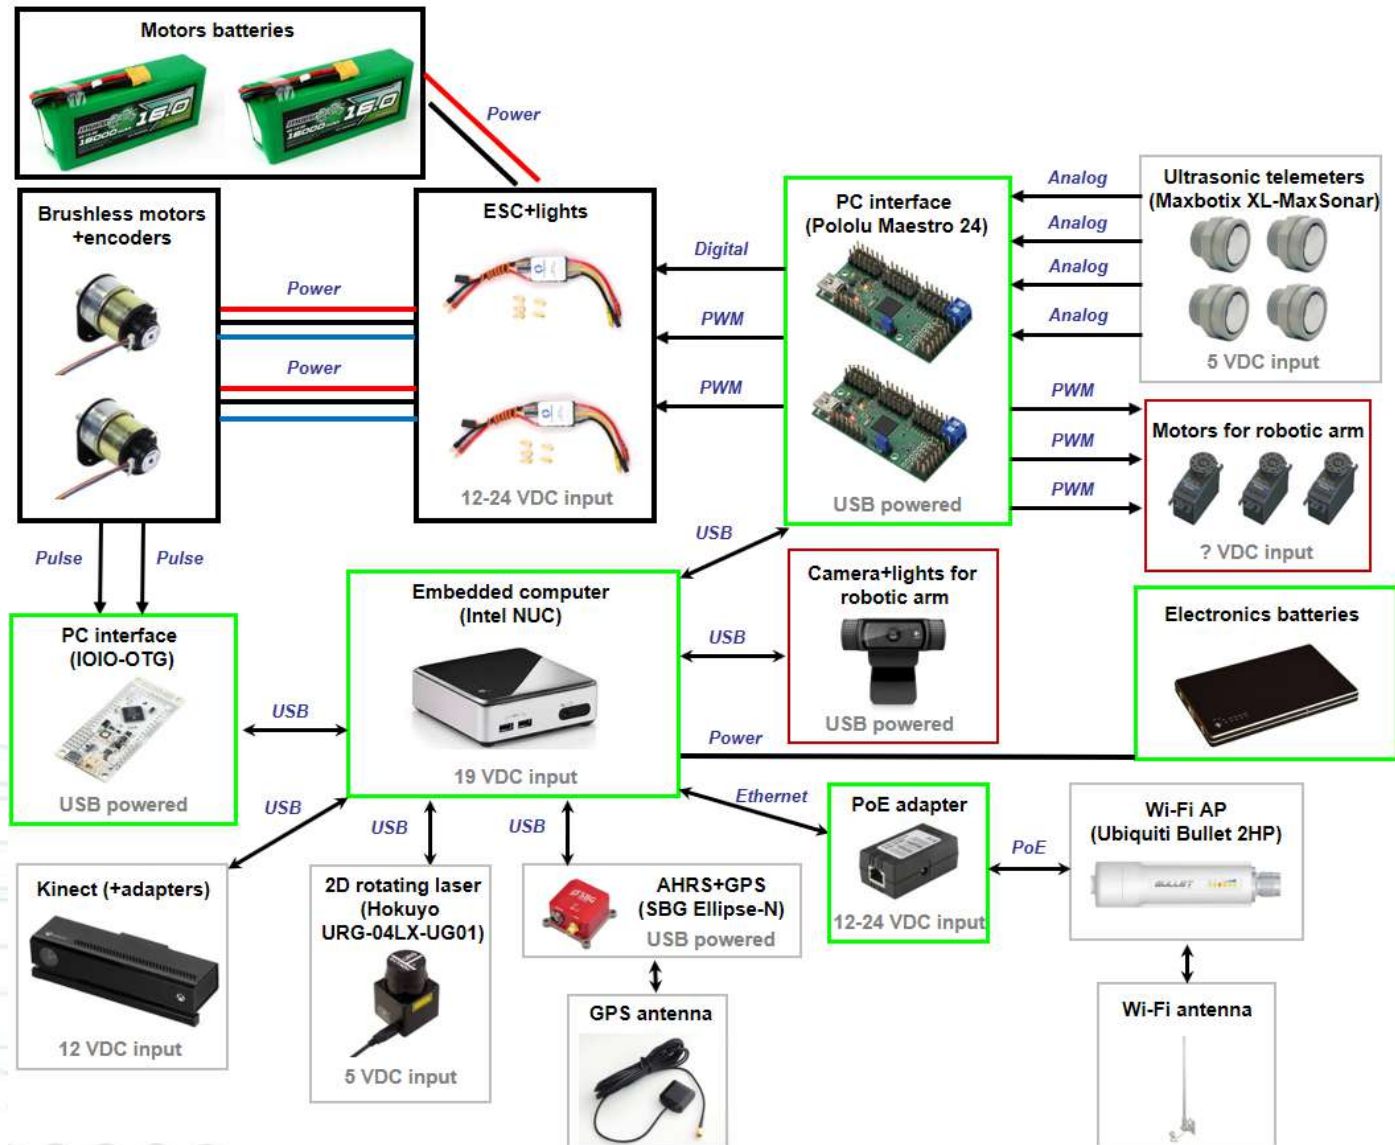 Motors batteries
16.0
16.0
Power
Brushless motors
+encoders
Power
Power
ESC+lights
12-24 VDC input
Digital
PWM
PWM
PC interface
(Pololu Maestro 24)
USB powered
Analog
Analog
Analog
Analog
Ultrasonic telemeters
(Maxbotix XL-MaxSonar)
5 VDC input
PWM
PWM
PWM
Motors for robotic arm
? VDC input
Pulse
Pulse
USB
PC interface
(IOIO-OTG)
USB powered
USB
Embedded computer
(Intel NUC)
19 VDC input
USB
Camera+lights for
robotic arm
USB powered
Electronics batteries
Power
USB
USB
USB
Ethernet
PoE adapter
12-24 VDC input
PoE
Wi-Fi AP
(Ubiquiti Bullet 2HP)
BULLET
Kinect (+adapters)
12 VDC input
2D rotating laser
(Hokuyo
URG-04LX-UG01)
5 VDC input
AHRS+GPS
(SBG Ellipse-N)
USB powered
SBG
GPS antenna
Wi-Fi antenna